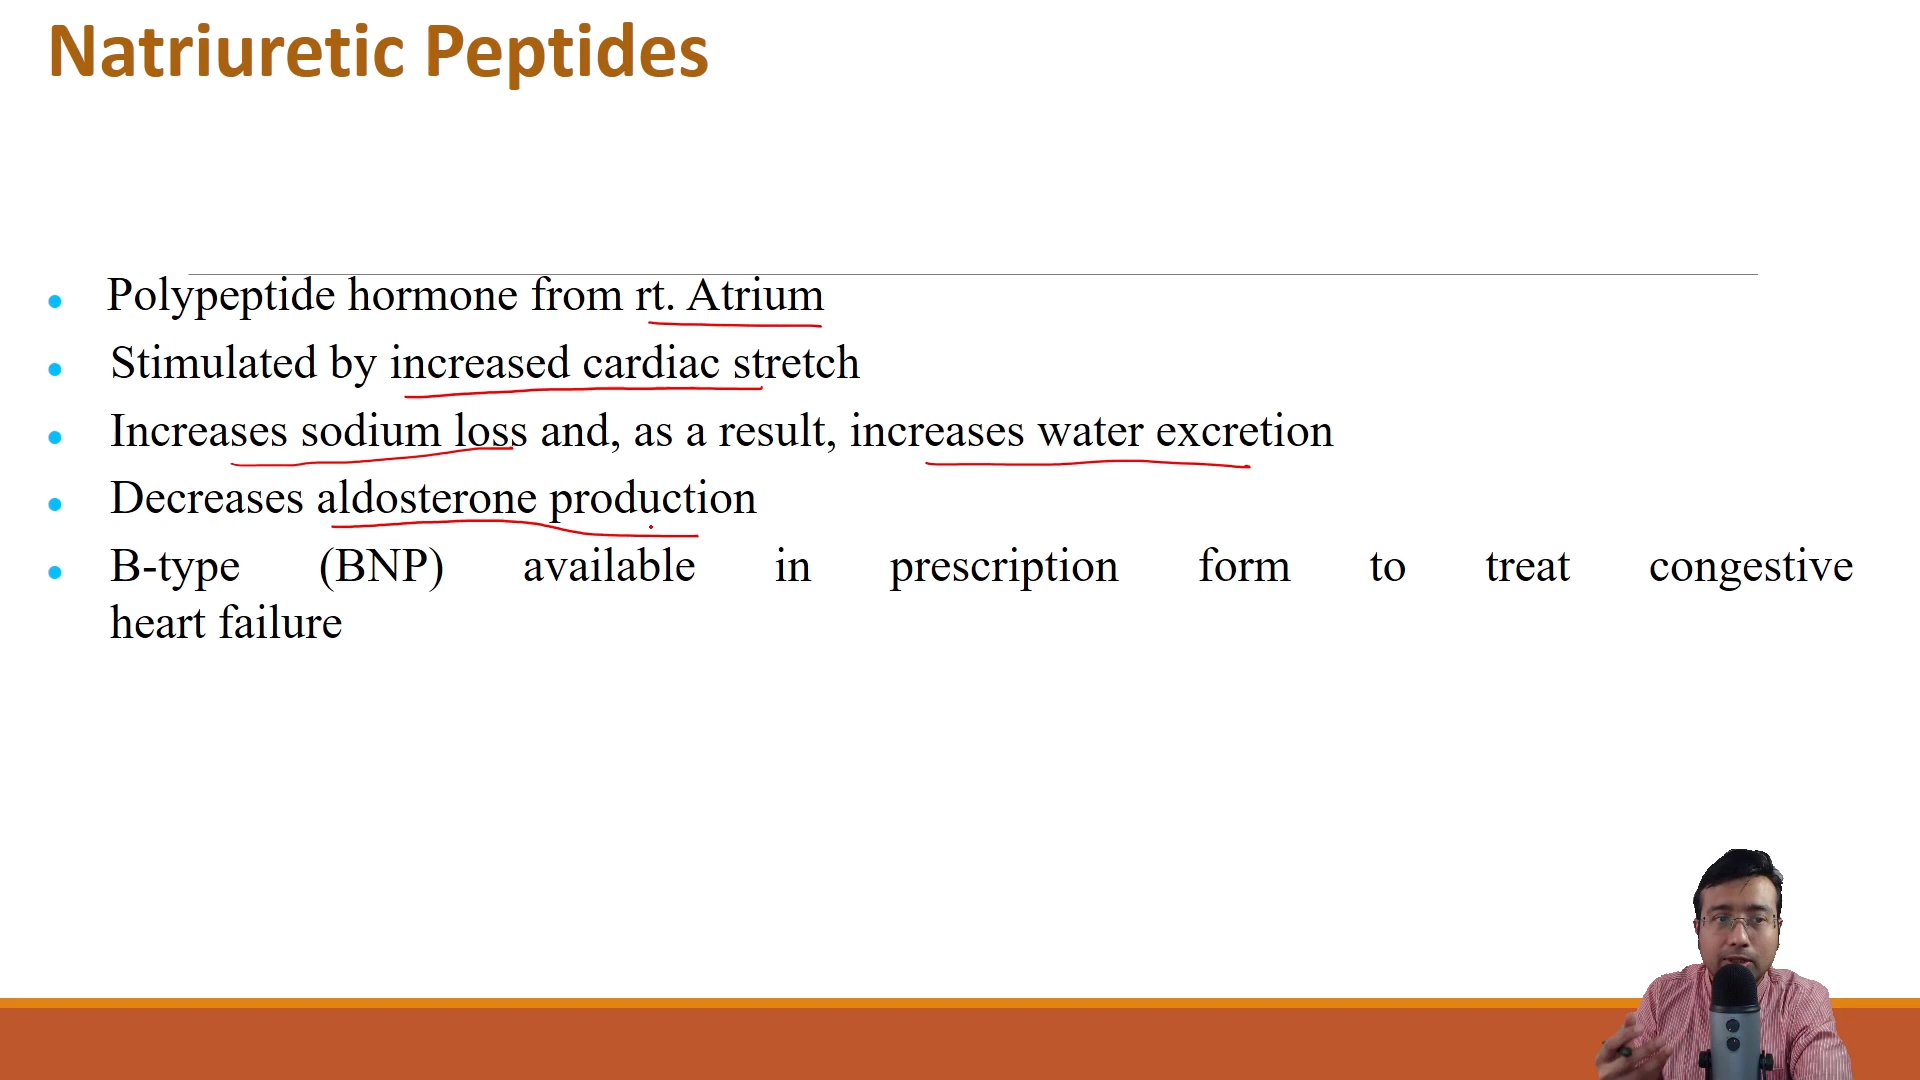 Natriuretic Peptides
• Polypeptide hormone from rt. Atrium
• Stimulated by increased cardiac stretch
• Increases sodium loss and, as a result, increases water excretion
• Decreases aldosterone production
• B-type (BNP) available in prescription form to treat congestive
heart failure